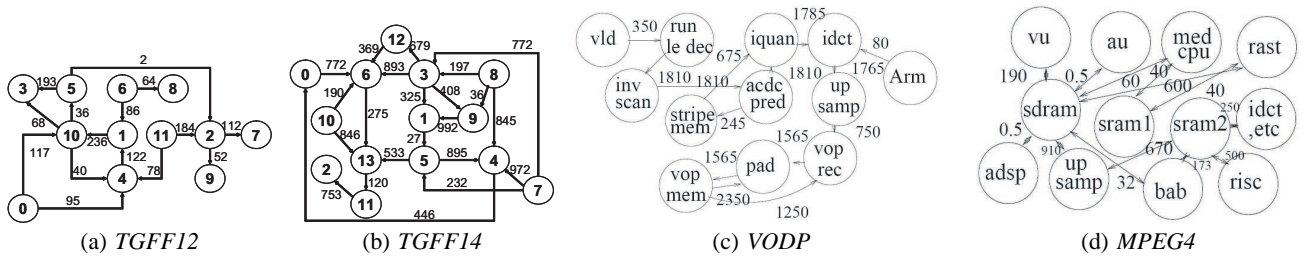 2
3
193
5
6
64
8
36
86
68
10
236
1
11
184
2
112
7
117
122
52
40
4
78
9
0
95
(a) TGFF12
12
369
679
772
0
772
6
893
3
197
8
190
325
408
36
10
275
1
992
9
845
846
27
13
533
5
895
4
972
2
120
753
11
232
7
446
(b) TGFF14
1785
vld
350
run
le dec
iquan
idct
80
675
1765
Arm
inv
scan
1810
1810
acdc
pred
1810
up
samp
stripe
mem
245
750
1565
vop
rec
1565
pad
vop
mem
2350
1250
(c) VODP
vu
au
med
cpu
rast
190
0.5
60
40
600
40
sdram
sram1
sram2
250
idct
,etc
0.5
910
670
173
500
adsp
up
samp
32
bab
risc
(d) MPEG4